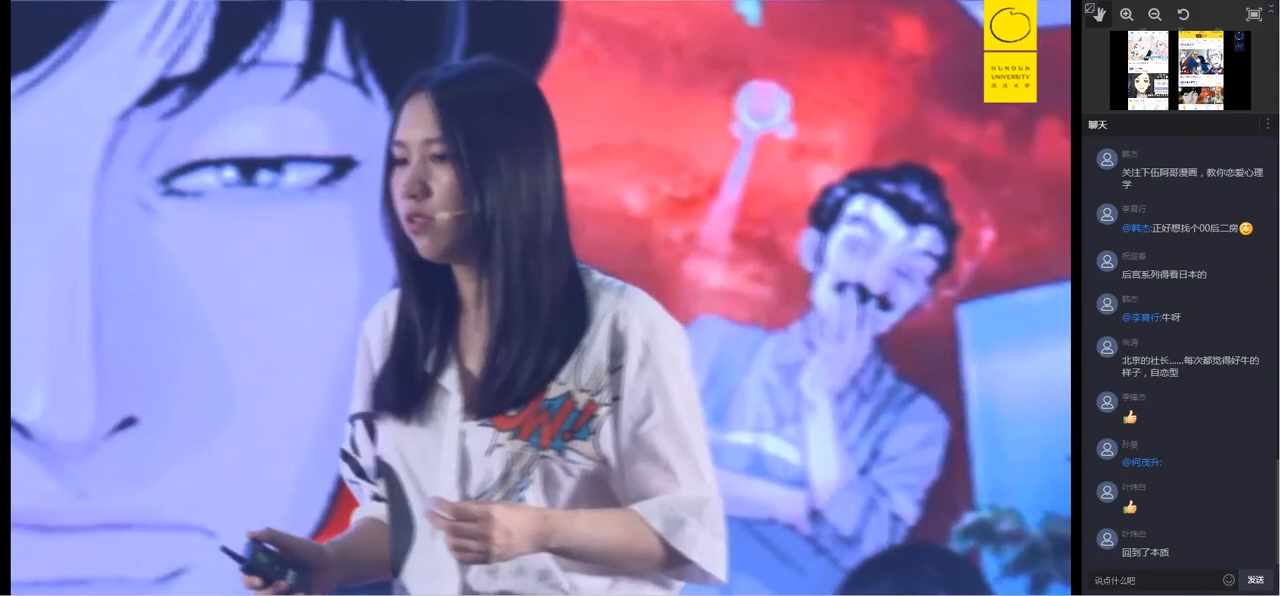 HUNDUN
UNIVERSITY
混沌大学
聊天
韩杰
关注下伍阿哥漫画，教你恋爱心理
学
李育行
@韩杰:正好想找个00后二房
祝迎春
后宫系列得看日本的
韩杰
@李育行:牛呀
尚涛
北京的社长......每次都觉得好牛的
样子，自恋型
李维杰
孙斐
@何茂升:
叶炜白
叶炜白
回到了本质
说点什么吧
发送